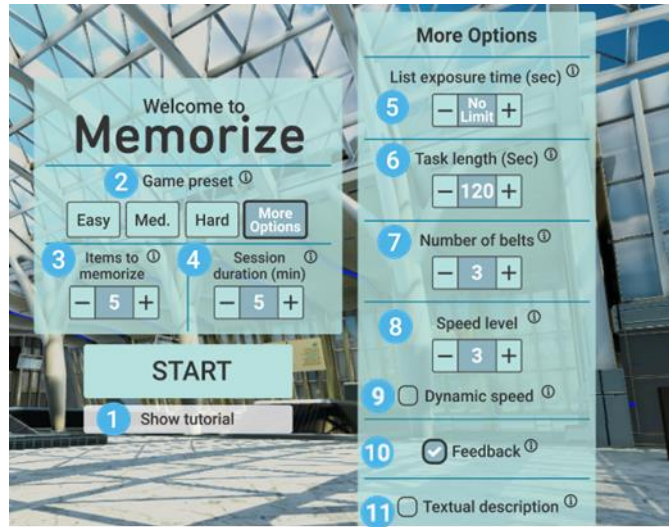 Welcome to
Memorize
2 Game preset ⓘ
Easy Med. Hard More Options
3 Items to memorize ⓘ
− 5 +
4 Session duration (min) ⓘ
− 5 +
START
1 Show tutorial
More Options
List exposure time (sec) ⓘ
5 − No Limit +
6 Task length (Sec) ⓘ
− 120 +
7 Number of belts ⓘ
− 3 +
8 Speed level ⓘ
− 3 +
9 Dynamic speed ⓘ
10 Feedback ⓘ
11 Textual description ⓘ